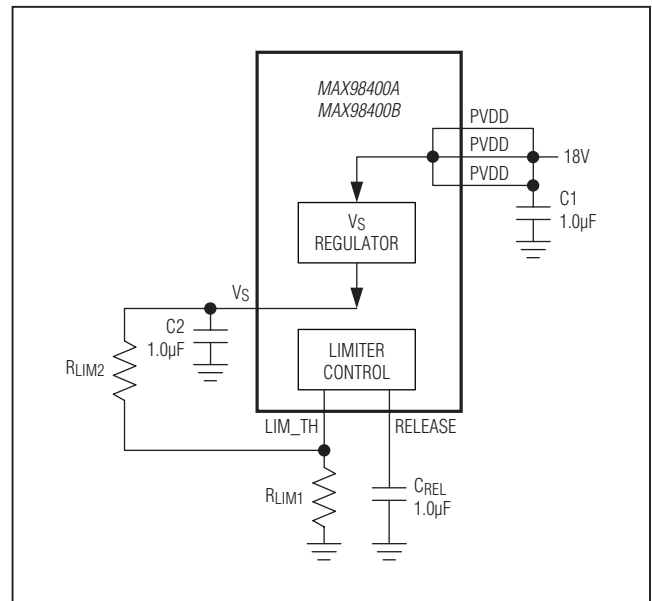 MAX98400A
MAX98400B
PVDD
PVDD
18V
PVDD
C1
1.0µF
VS
REGULATOR
VS
C2
1.0µF
RLIM2
LIMITER
CONTROL
LIM_TH
RELEASE
RLIM1
CREL
1.0µF